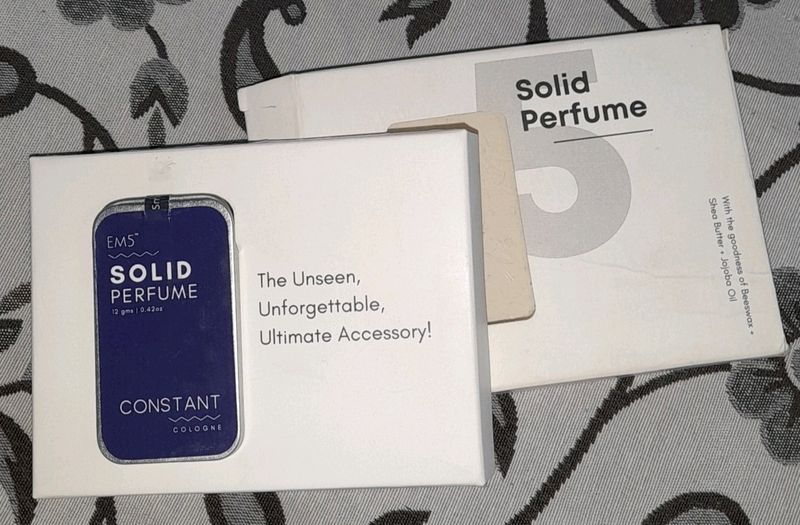 EM5™
SOLID
PERFUME
12 gms | 0.42oz
CONSTANT
COLOGNE
The Unseen,
Unforgettable,
Ultimate Accessory!
5
Solid
Perfume
With the goodness of Beeswax •
Shea Butter • Jojoba Oil